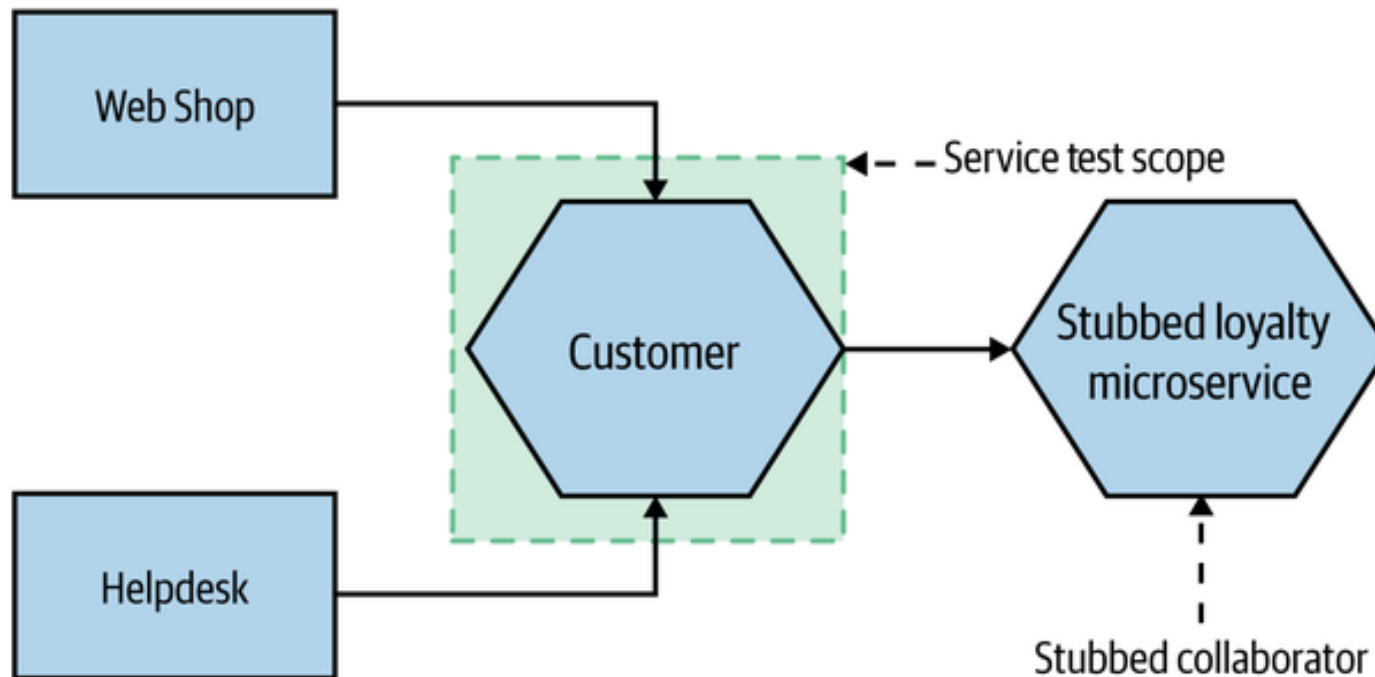 Web Shop
Service test scope
Customer
Stubbed loyalty
microservice
Helpdesk
Stubbed collaborator